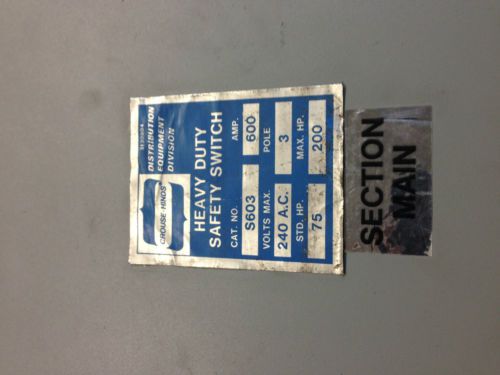 CROUSE-HINDS
DISTRIBUTION
EQUIPMENT
DIVISION
HEAVY DUTY
SAFETY SWITCH
CAT. NO. AMP.
S603 600
VOLTS MAX. POLE
240 A.C. 3
STD. HP. MAX. HP.
75 200
SECTION
MAIN